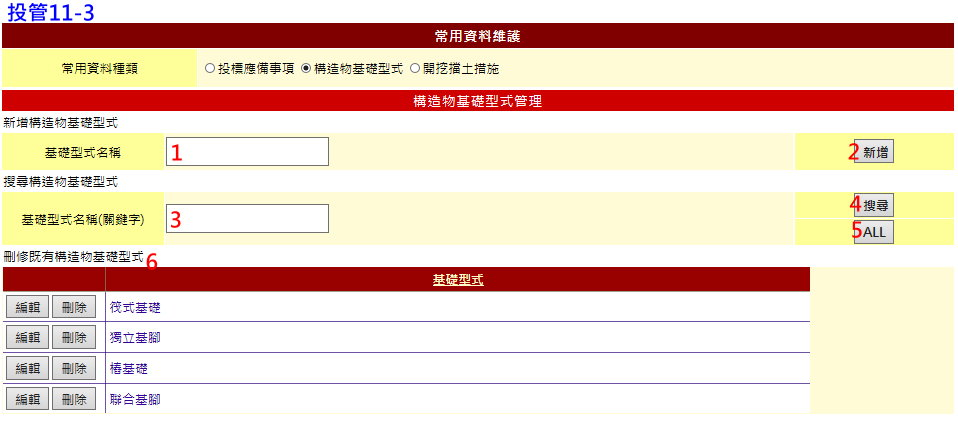 投管11-3
常用資料維護
常用資料種類 投標應備事項 構造物基礎型式 開挖擋土措施
構造物基礎型式管理
新增構造物基礎型式
基礎型式名稱 1 2 新增
搜尋構造物基礎型式
基礎型式名稱(關鍵字) 3 4 搜尋
5 ALL
刪修既有構造物基礎型式 6
基礎型式
編輯 刪除 筏式基礎
編輯 刪除 獨立基腳
編輯 刪除 樁基礎
編輯 刪除 聯合基腳